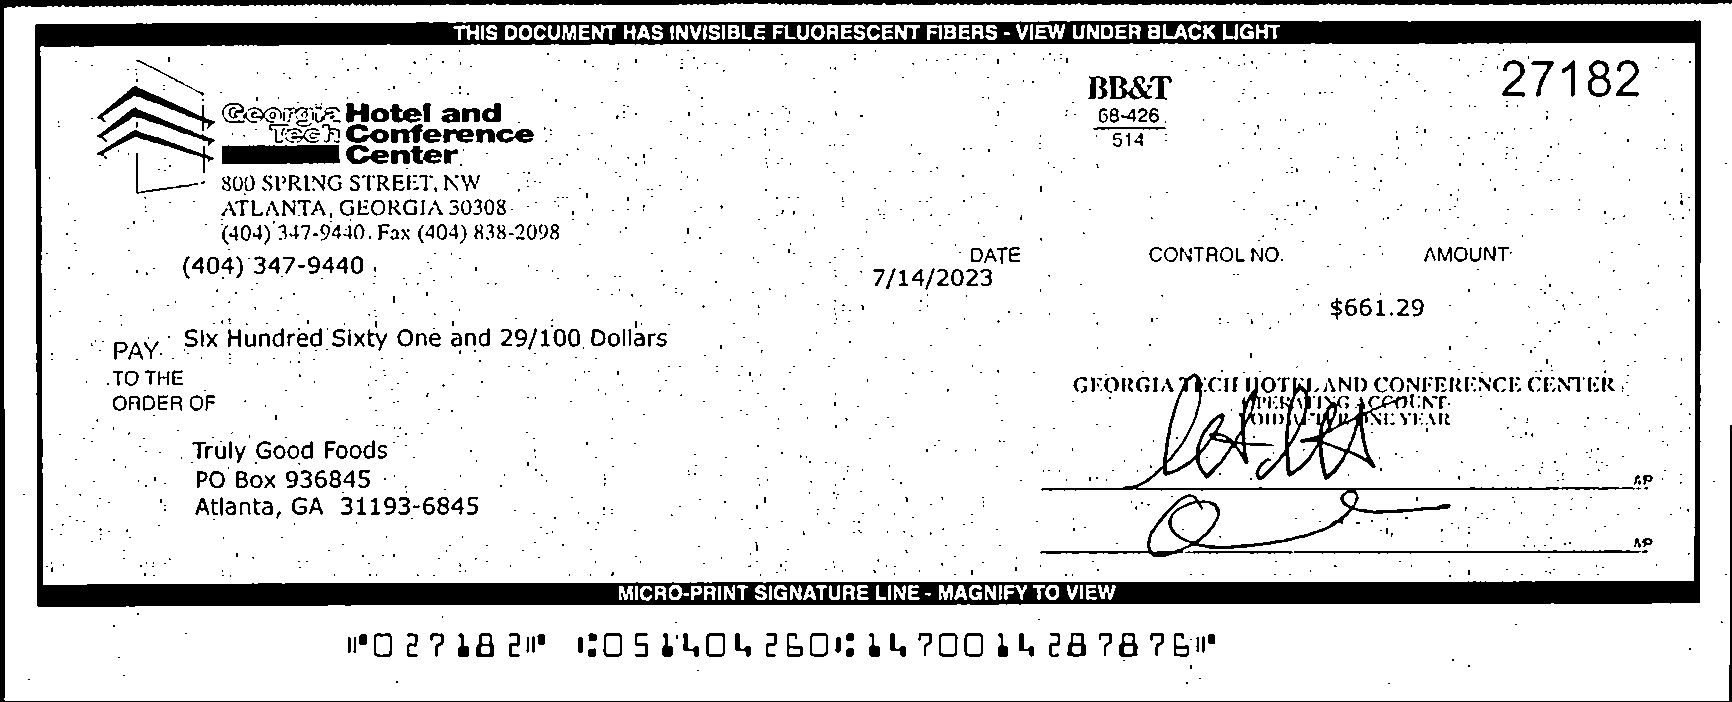 THIS DOCUMENT HAS INVISIBLE FLUORESCENT FIBERS - VIEW UNDER BLACK LIGHT
27182
BB&T
68-426
514
Georgia Hotel and
Tech Conference
Center
800 SPRING STREET, NW
ATLANTA, GEORGIA 30308
(404) 347-9440. Fax (404) 838-2098
(404) 347-9440
DATE CONTROL NO. AMOUNT
7/14/2023
$661.29
PAY Six Hundred Sixty One and 29/100 Dollars
TO THE
ORDER OF
GEORGIA TECH HOTEL AND CONFERENCE CENTER
OPERATING ACCOUNT
VOID AFTER ONE YEAR
Truly Good Foods
PO Box 936845
Atlanta, GA 31193-6845
MP
MP
MICRO-PRINT SIGNATURE LINE - MAGNIFY TO VIEW
⑈027182⑈ ⑆051404260⑆1470014287876⑈